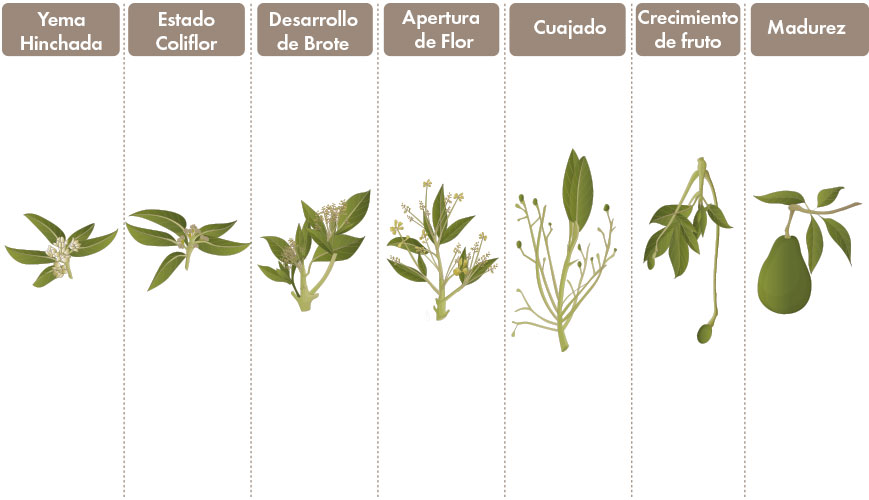 Yema
Hinchada
Estado
Coliflor
Desarrollo
de Brote
Apertura
de Flor
Cuajado
Crecimiento
de fruto
Madurez